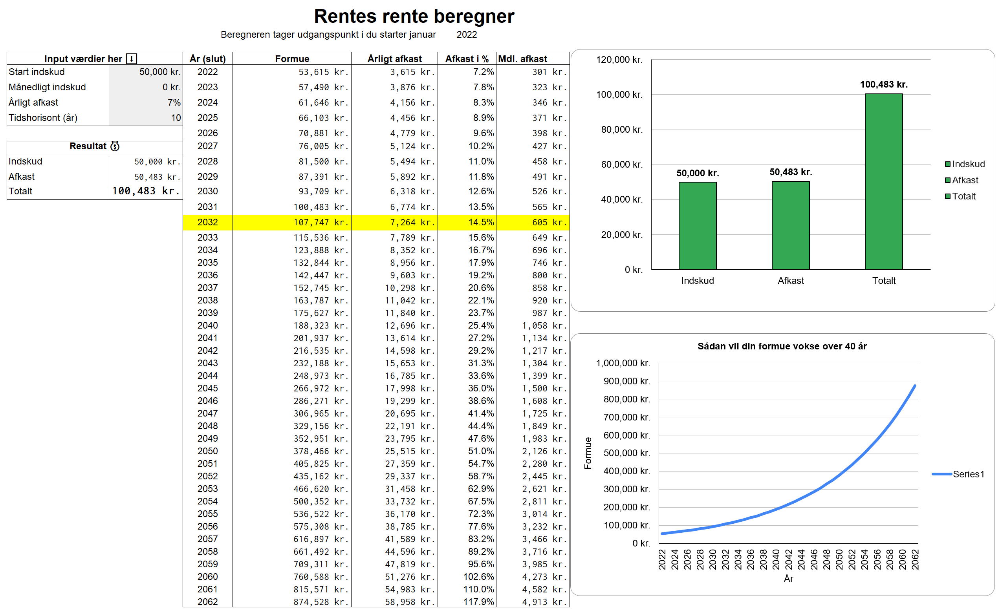 Rentes rente beregner
Beregneren tager udgangspunkt i du starter januar 2022
Input værdier her ↓
Start indskud 50,000 kr.
Månedligt indskud 0 kr.
Årligt afkast 7%
Tidshorisont (år) 10
Resultat
Indskud 50,000 kr.
Afkast 50,483 kr.
Totalt 100,483 kr.
År (slut) Formue Årligt afkast Afkast i % Mdl. afkast
2022 53,615 kr. 3,615 kr. 7.2% 301 kr.
2023 57,490 kr. 3,876 kr. 7.8% 323 kr.
2024 61,646 kr. 4,156 kr. 8.3% 346 kr.
2025 66,103 kr. 4,456 kr. 8.9% 371 kr.
2026 70,881 kr. 4,779 kr. 9.6% 398 kr.
2027 76,005 kr. 5,124 kr. 10.2% 427 kr.
2028 81,500 kr. 5,494 kr. 11.0% 458 kr.
2029 87,391 kr. 5,892 kr. 11.8% 491 kr.
2030 93,709 kr. 6,318 kr. 12.6% 526 kr.
2031 100,483 kr. 6,774 kr. 13.5% 565 kr.
2032 107,747 kr. 7,264 kr. 14.5% 605 kr.
2033 115,536 kr. 7,789 kr. 15.6% 649 kr.
2034 123,888 kr. 8,352 kr. 16.7% 696 kr.
2035 132,844 kr. 8,956 kr. 17.9% 746 kr.
2036 142,447 kr. 9,603 kr. 19.2% 800 kr.
2037 152,745 kr. 10,298 kr. 20.6% 858 kr.
2038 163,787 kr. 11,042 kr. 22.1% 920 kr.
2039 175,627 kr. 11,840 kr. 23.7% 987 kr.
2040 188,323 kr. 12,696 kr. 25.4% 1,058 kr.
2041 201,937 kr. 13,614 kr. 27.2% 1,134 kr.
2042 216,535 kr. 14,598 kr. 29.2% 1,217 kr.
2043 232,188 kr. 15,653 kr. 31.3% 1,304 kr.
2044 248,973 kr. 16,785 kr. 33.6% 1,399 kr.
2045 266,972 kr. 17,998 kr. 36.0% 1,500 kr.
2046 286,271 kr. 19,299 kr. 38.6% 1,608 kr.
2047 306,965 kr. 20,695 kr. 41.4% 1,725 kr.
2048 329,156 kr. 22,191 kr. 44.4% 1,849 kr.
2049 352,951 kr. 23,795 kr. 47.6% 1,983 kr.
2050 378,466 kr. 25,515 kr. 51.0% 2,126 kr.
2051 405,825 kr. 27,359 kr. 54.7% 2,280 kr.
2052 435,162 kr. 29,337 kr. 58.7% 2,445 kr.
2053 466,620 kr. 31,458 kr. 62.9% 2,621 kr.
2054 500,352 kr. 33,732 kr. 67.5% 2,811 kr.
2055 536,522 kr. 36,170 kr. 72.3% 3,014 kr.
2056 575,308 kr. 38,785 kr. 77.6% 3,232 kr.
2057 616,897 kr. 41,589 kr. 83.2% 3,466 kr.
2058 661,492 kr. 44,596 kr. 89.2% 3,716 kr.
2059 709,311 kr. 47,819 kr. 95.6% 3,985 kr.
2060 760,588 kr. 51,276 kr. 102.6% 4,273 kr.
2061 815,571 kr. 54,983 kr. 110.0% 4,582 kr.
2062 874,528 kr. 58,958 kr. 117.9% 4,913 kr.
120,000 kr.
100,000 kr.
80,000 kr.
60,000 kr.
40,000 kr.
20,000 kr.
0 kr.
50,000 kr.
50,483 kr.
100,483 kr.
Indskud Afkast Totalt
Indskud
Afkast
Totalt
Sådan vil din formue vokse over 40 år
1,000,000 kr.
900,000 kr.
800,000 kr.
700,000 kr.
600,000 kr.
500,000 kr.
400,000 kr.
300,000 kr.
200,000 kr.
100,000 kr.
0 kr.
Formue
2022 2024 2026 2028 2030 2032 2034 2036 2038 2040 2042 2044 2046 2048 2050 2052 2054 2056 2058 2060 2062
År
Series1